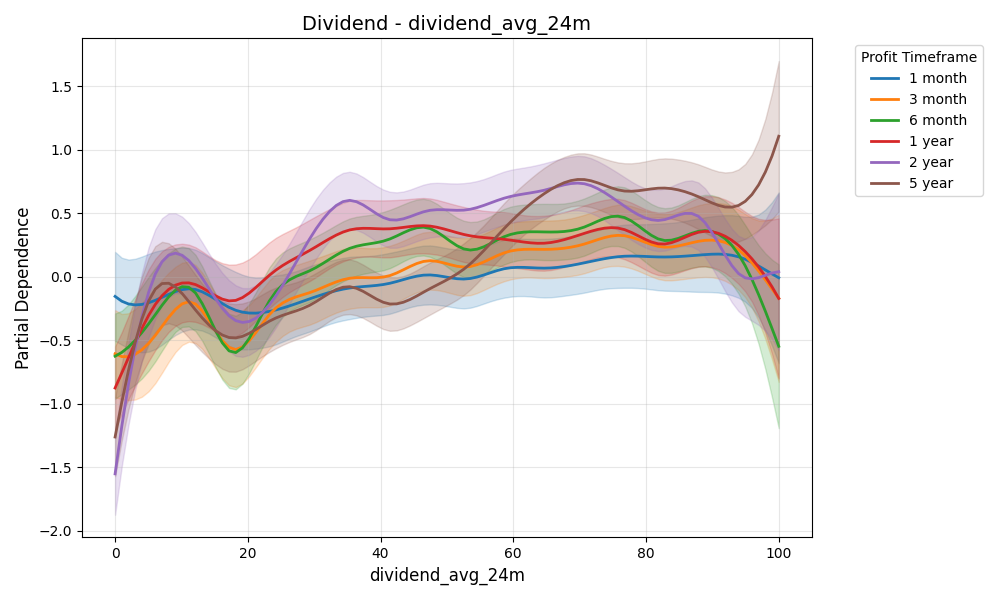 Dividend - dividend_avg_24m
Profit Timeframe
1 month
3 month
6 month
1 year
2 year
5 year
Partial Dependence
1.5
1.0
0.5
0.0
−0.5
−1.0
−1.5
−2.0
0 20 40 60 80 100
dividend_avg_24m